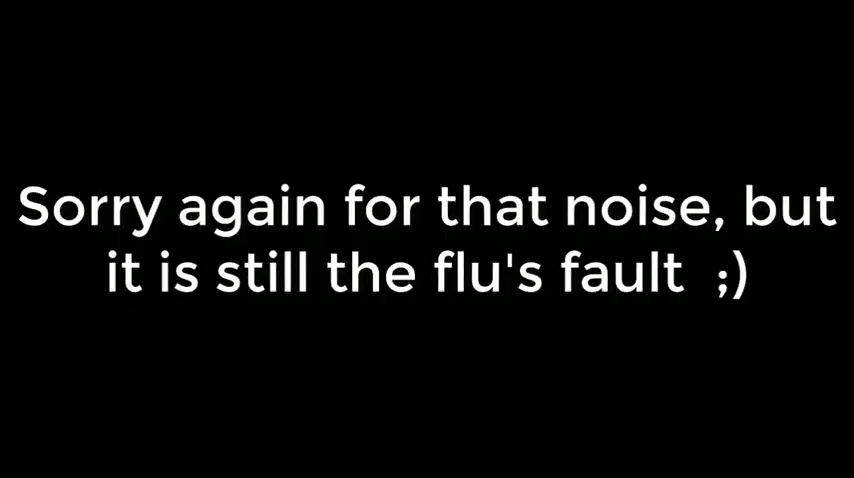 Sorry again for that noise, but
it is still the flu's fault  ;)